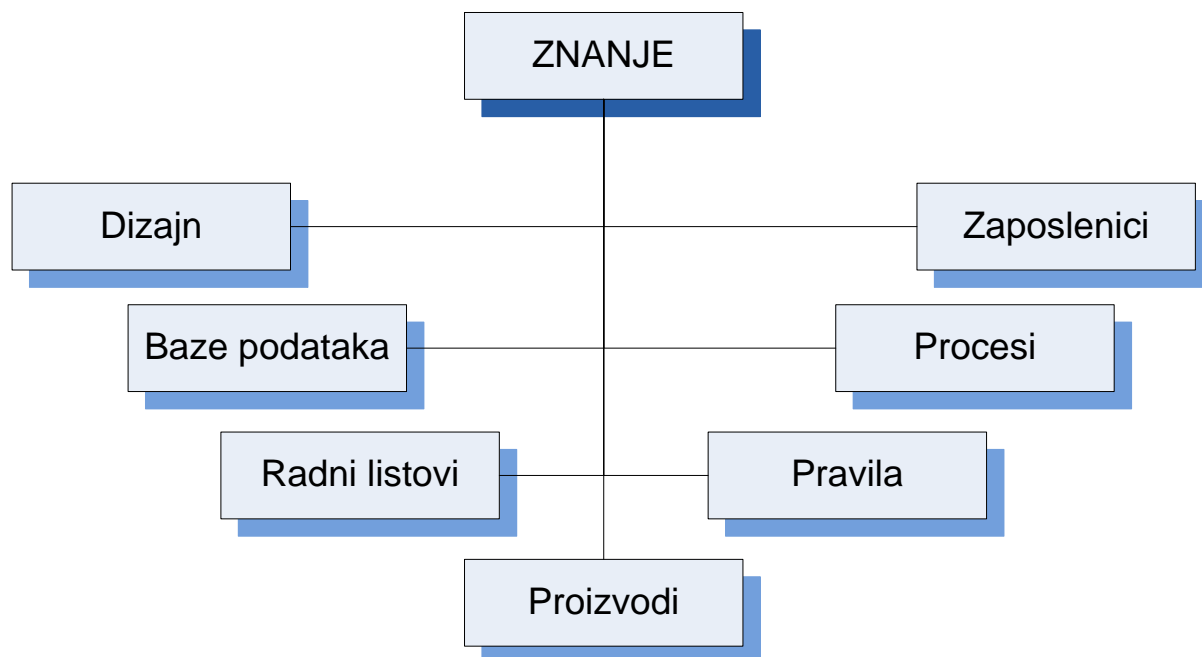 ZNANJE
Dizajn
Zaposlenici
Baze podataka
Procesi
Radni listovi
Pravila
Proizvodi